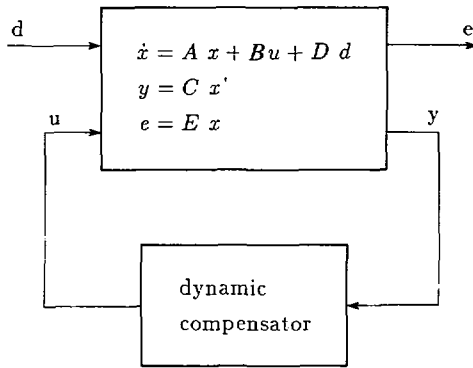 d
e
ẋ = A x + Bu + D d
y = C x'
e = E x
u
y
dynamic
compensator